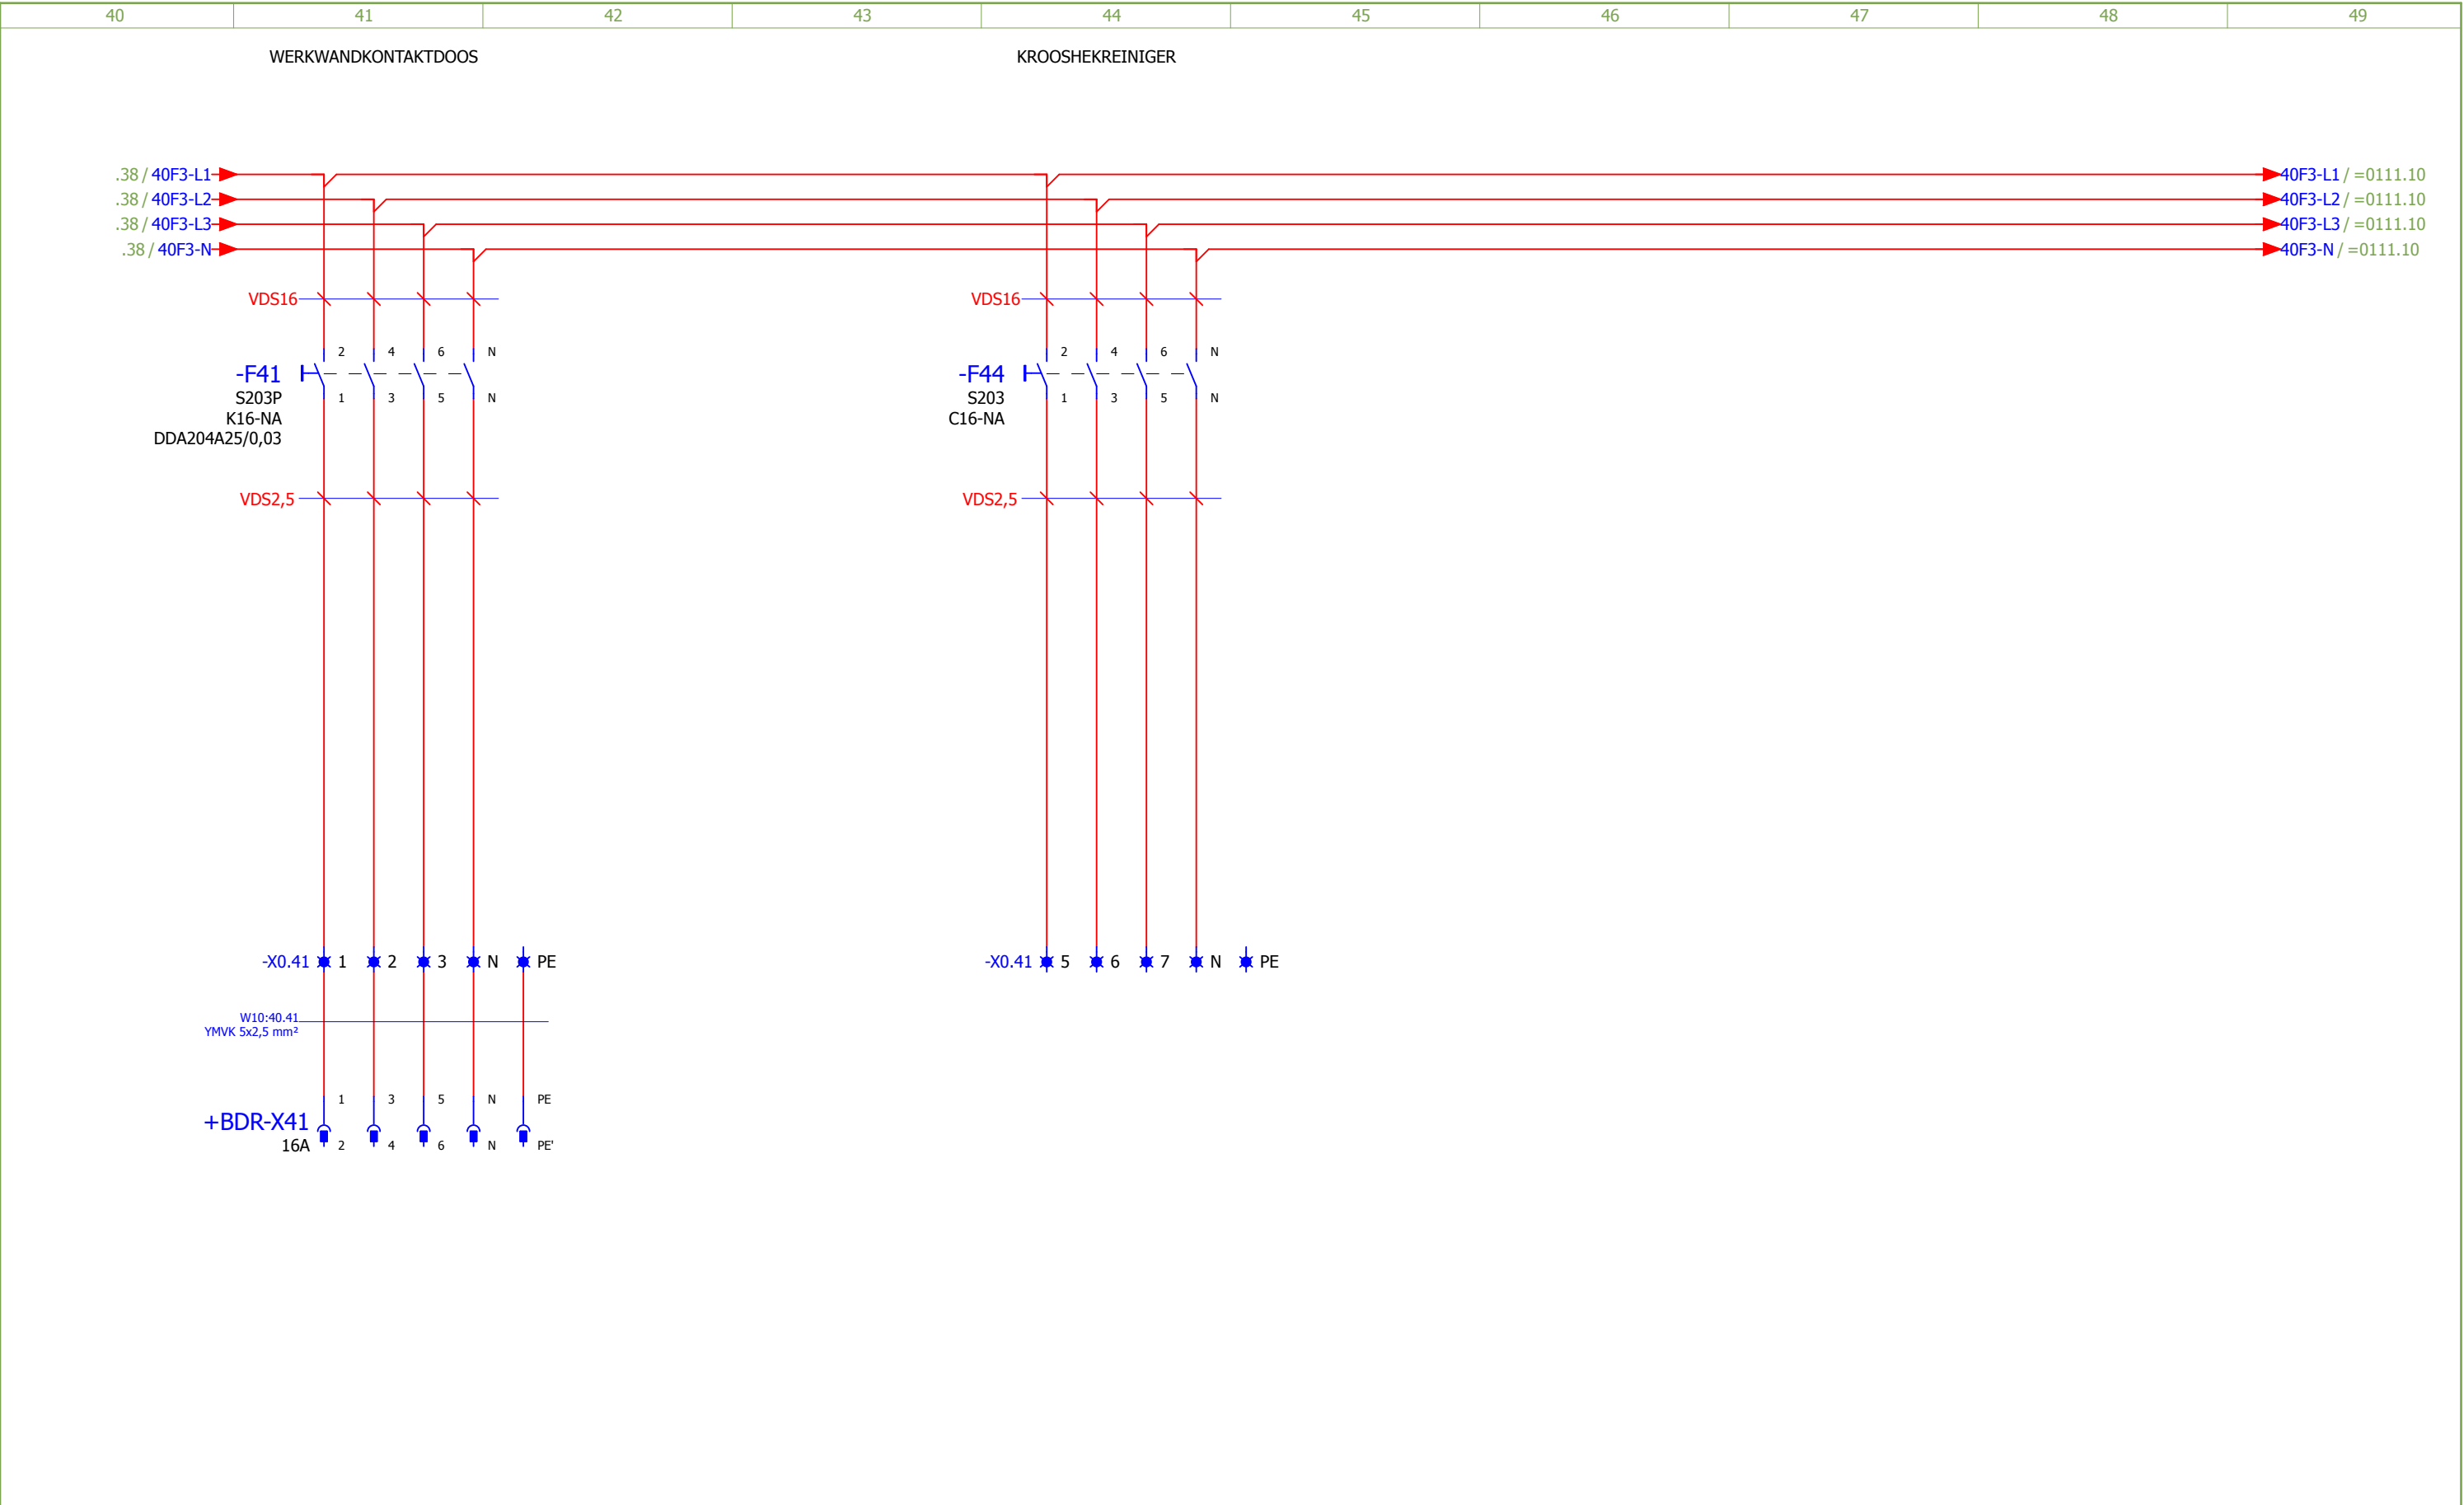 40 41 42 43 44 45 46 47 48 49
WERKWANDKONTAKTDOOS KROOSHEKREINIGER
.38 / 40F3-L1 40F3-L1 / =0111.10
.38 / 40F3-L2 40F3-L2 / =0111.10
.38 / 40F3-L3 40F3-L3 / =0111.10
.38 / 40F3-N 40F3-N / =0111.10
VDS16 VDS16
2 4 6 N 2 4 6 N
-F41 -F44
S203P 1 3 5 N S203 1 3 5 N
K16-NA C16-NA
DDA204A25/0,03
VDS2,5 VDS2,5
-X0.41 1 2 3 N PE -X0.41 5 6 7 N PE
W10:40.41
YMVK 5x2,5 mm²
1 3 5 N PE
+BDR-X41
16A 2 4 6 N PE'